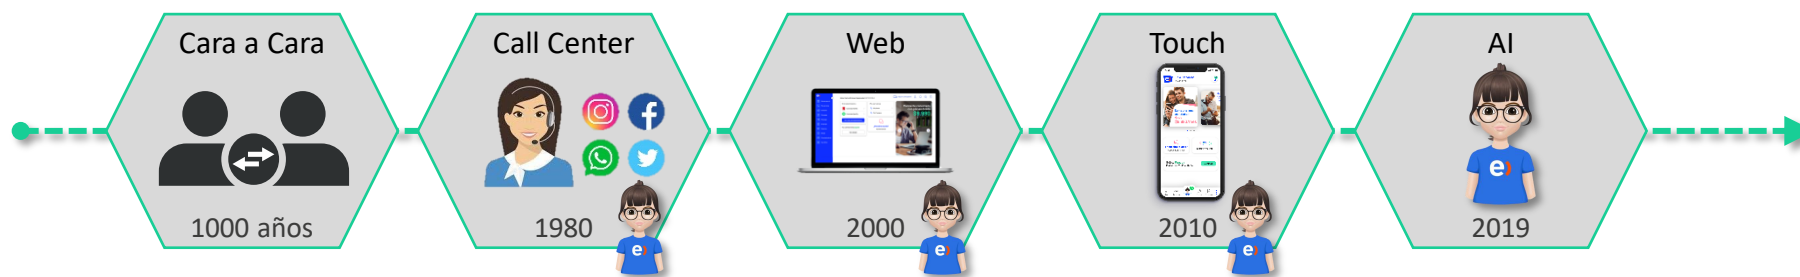 Cara a Cara
1000 años
Call Center
1980
Web
2000
Touch
2010
AI
2019
e)
e)
e)
e)